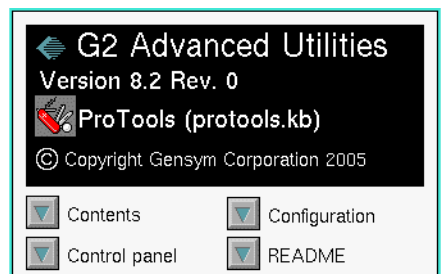 G2 Advanced Utilities
Version 8.2 Rev. 0
ProTools (protools.kb)
© Copyright Gensym Corporation 2005
Contents
Configuration
Control panel
README